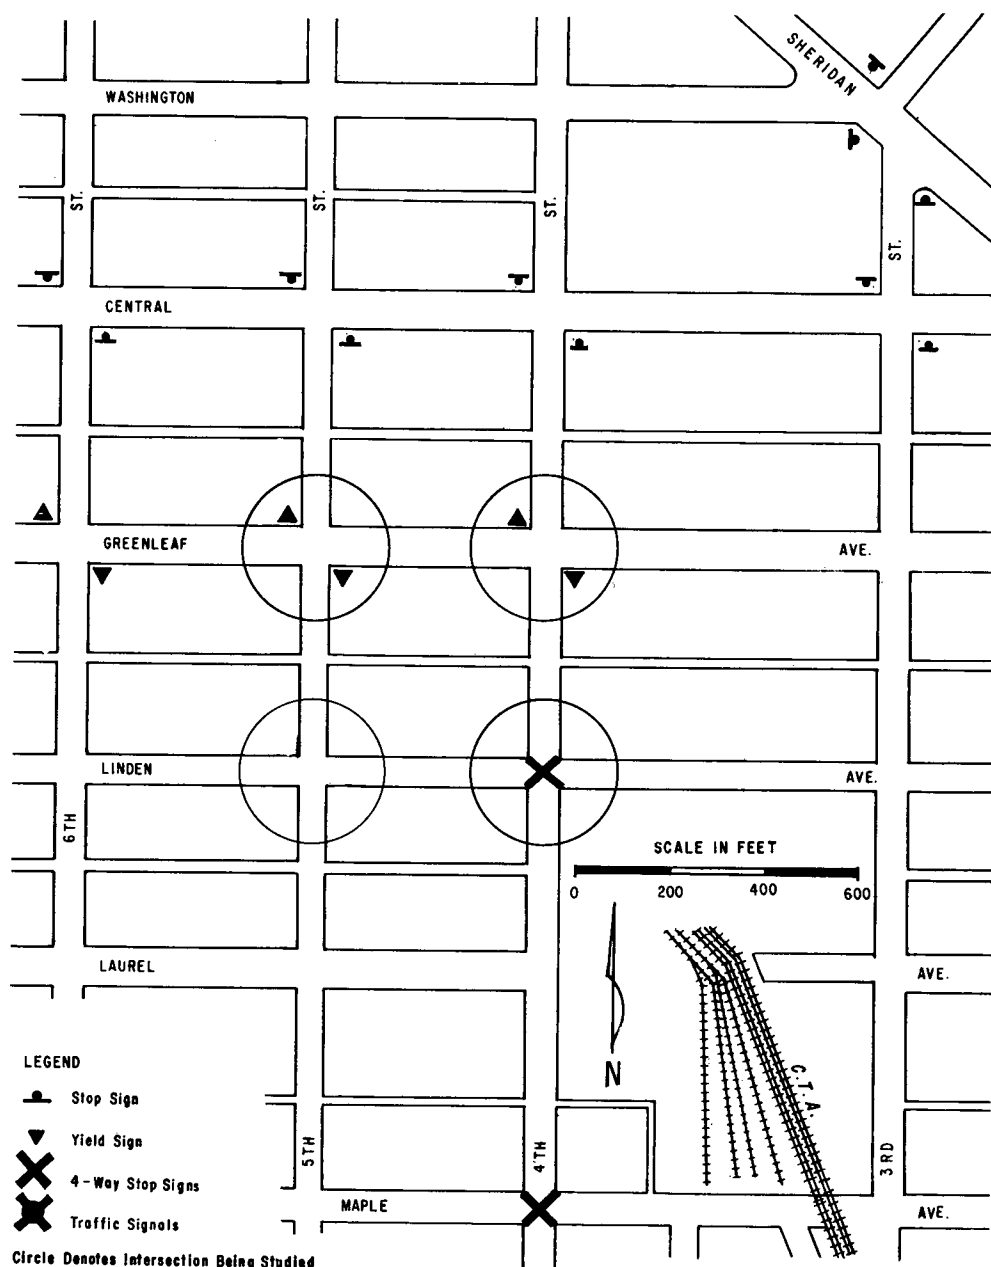 SHERIDAN
WASHINGTON
ST.
ST.
ST.
ST.
CENTRAL
GREENLEAF
AVE.
LINDEN
AVE.
6TH
SCALE IN FEET
0 200 400 600
LAUREL
AVE.
N
C.T.A.
LEGEND
Stop Sign
Yield Sign
4-Way Stop Signs
Traffic Signals
Circle Denotes Intersection Being Studied
5TH
4TH
3RD
MAPLE
AVE.